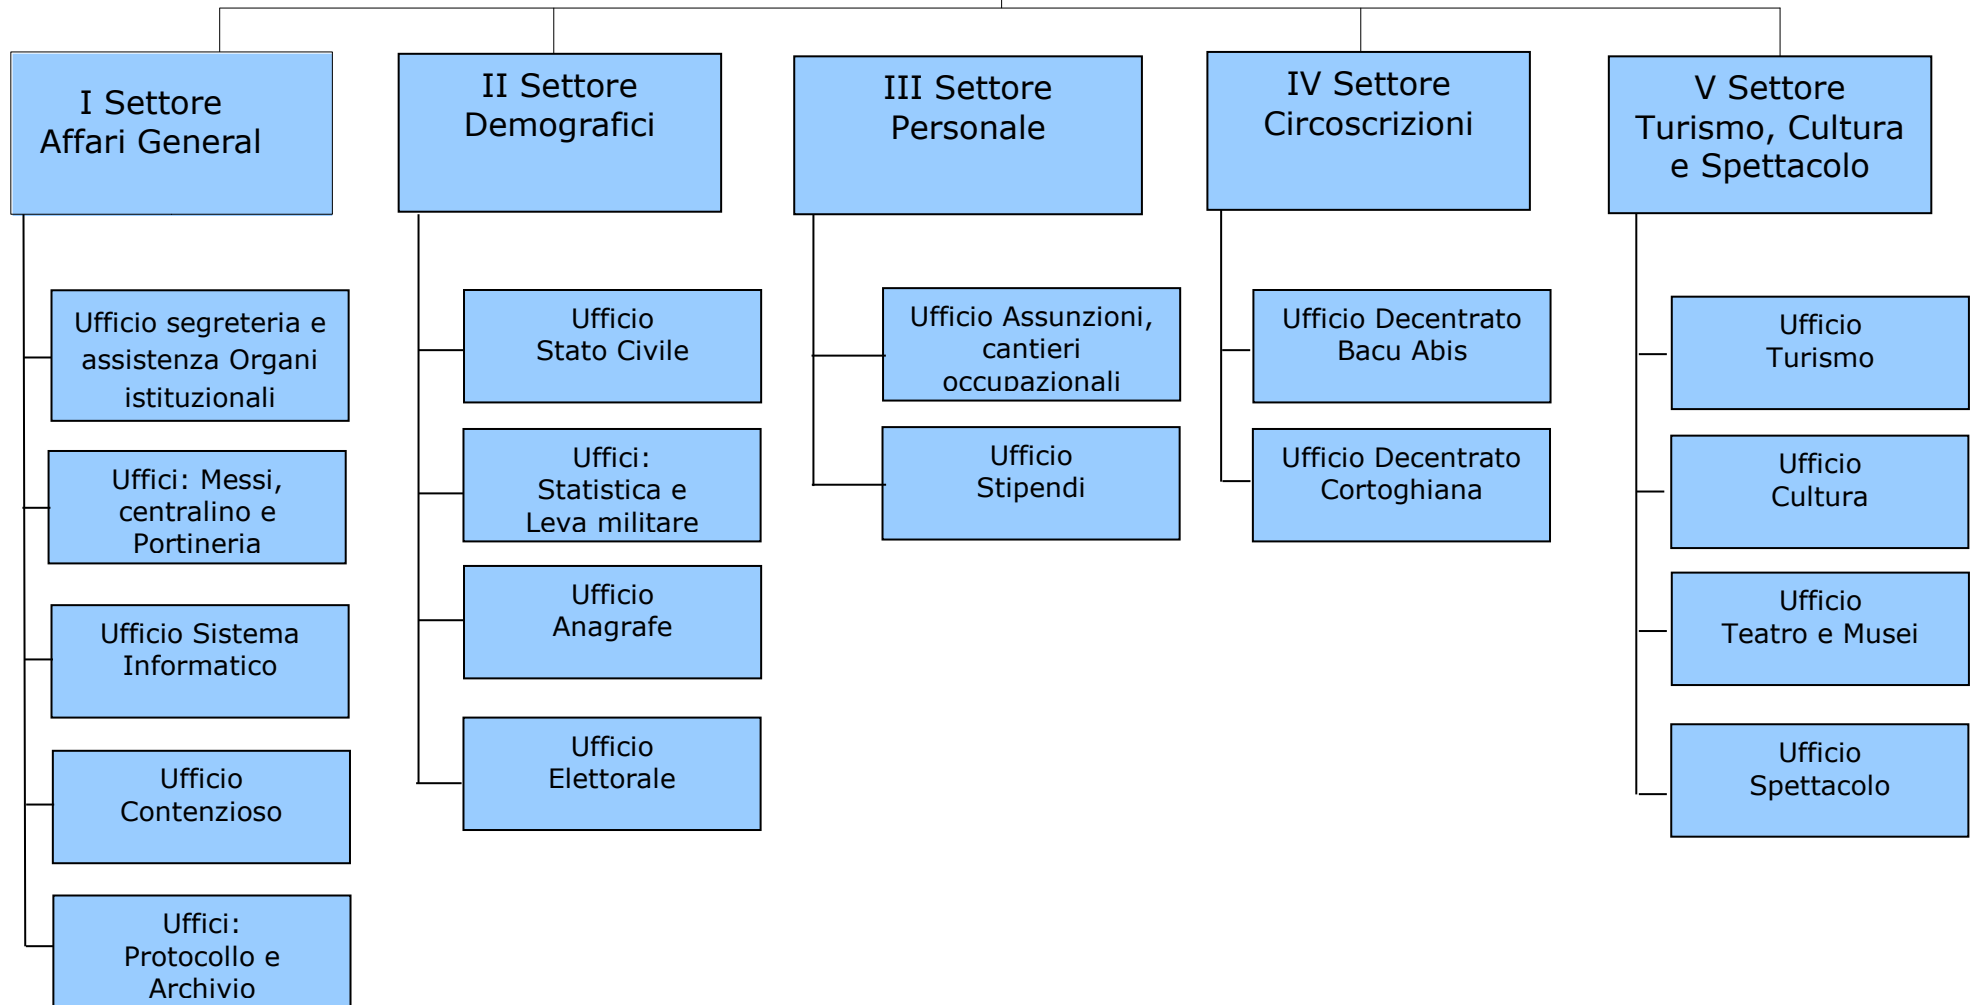 I Settore
Affari General
II Settore
Demografici
III Settore
Personale
IV Settore
Circoscrizioni
V Settore
Turismo, Cultura
e Spettacolo
Ufficio segreteria e
assistenza Organi
istituzionali
Uffici: Messi,
centralino e
Portineria
Ufficio Sistema
Informatico
Ufficio
Contenzioso
Uffici:
Protocollo e
Archivio
Ufficio
Stato Civile
Uffici:
Statistica e
Leva militare
Ufficio
Anagrafe
Ufficio
Elettorale
Ufficio Assunzioni,
cantieri
occupazionali
Ufficio
Stipendi
Ufficio Decentrato
Bacu Abis
Ufficio Decentrato
Cortoghiana
Ufficio
Turismo
Ufficio
Cultura
Ufficio
Teatro e Musei
Ufficio
Spettacolo